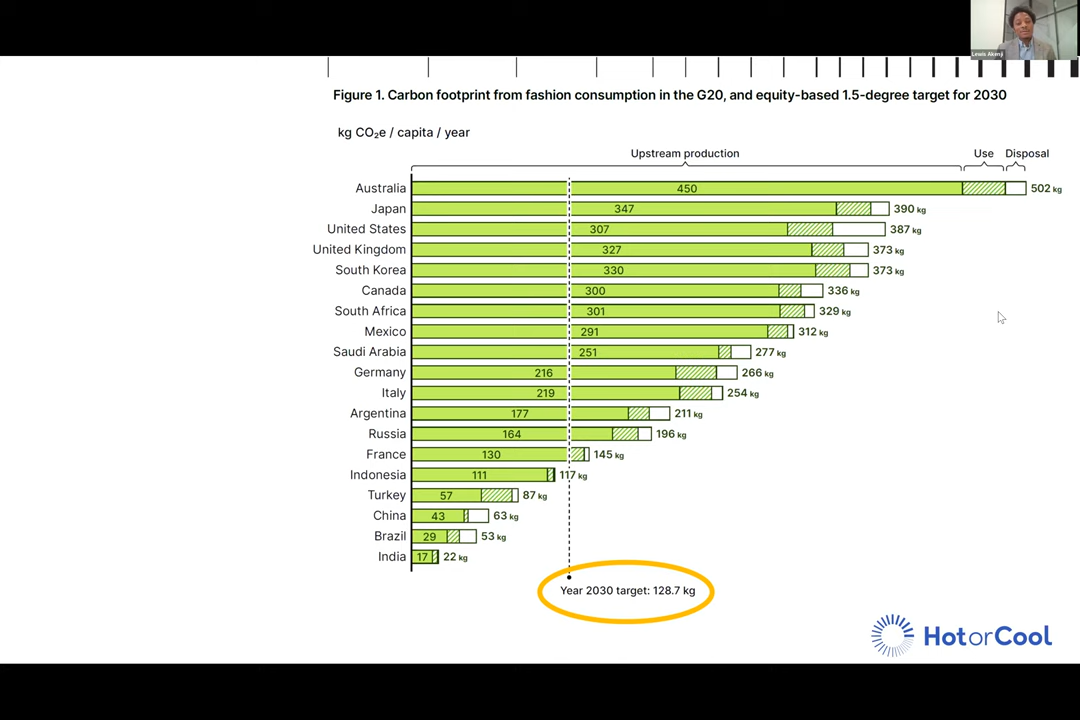 Lewis Akenji
Figure 1. Carbon footprint from fashion consumption in the G20, and equity-based 1.5-degree target for 2030
kg CO₂e / capita / year
Upstream production Use Disposal
Australia 450 502 kg
Japan 347 390 kg
United States 307 387 kg
United Kingdom 327 373 kg
South Korea 330 373 kg
Canada 300 336 kg
South Africa 301 329 kg
Mexico 291 312 kg
Saudi Arabia 251 277 kg
Germany 216 266 kg
Italy 219 254 kg
Argentina 177 211 kg
Russia 164 196 kg
France 130 145 kg
Indonesia 111 117 kg
Turkey 57 87 kg
China 43 63 kg
Brazil 29 53 kg
India 17 22 kg
Year 2030 target: 128.7 kg
HotorCool